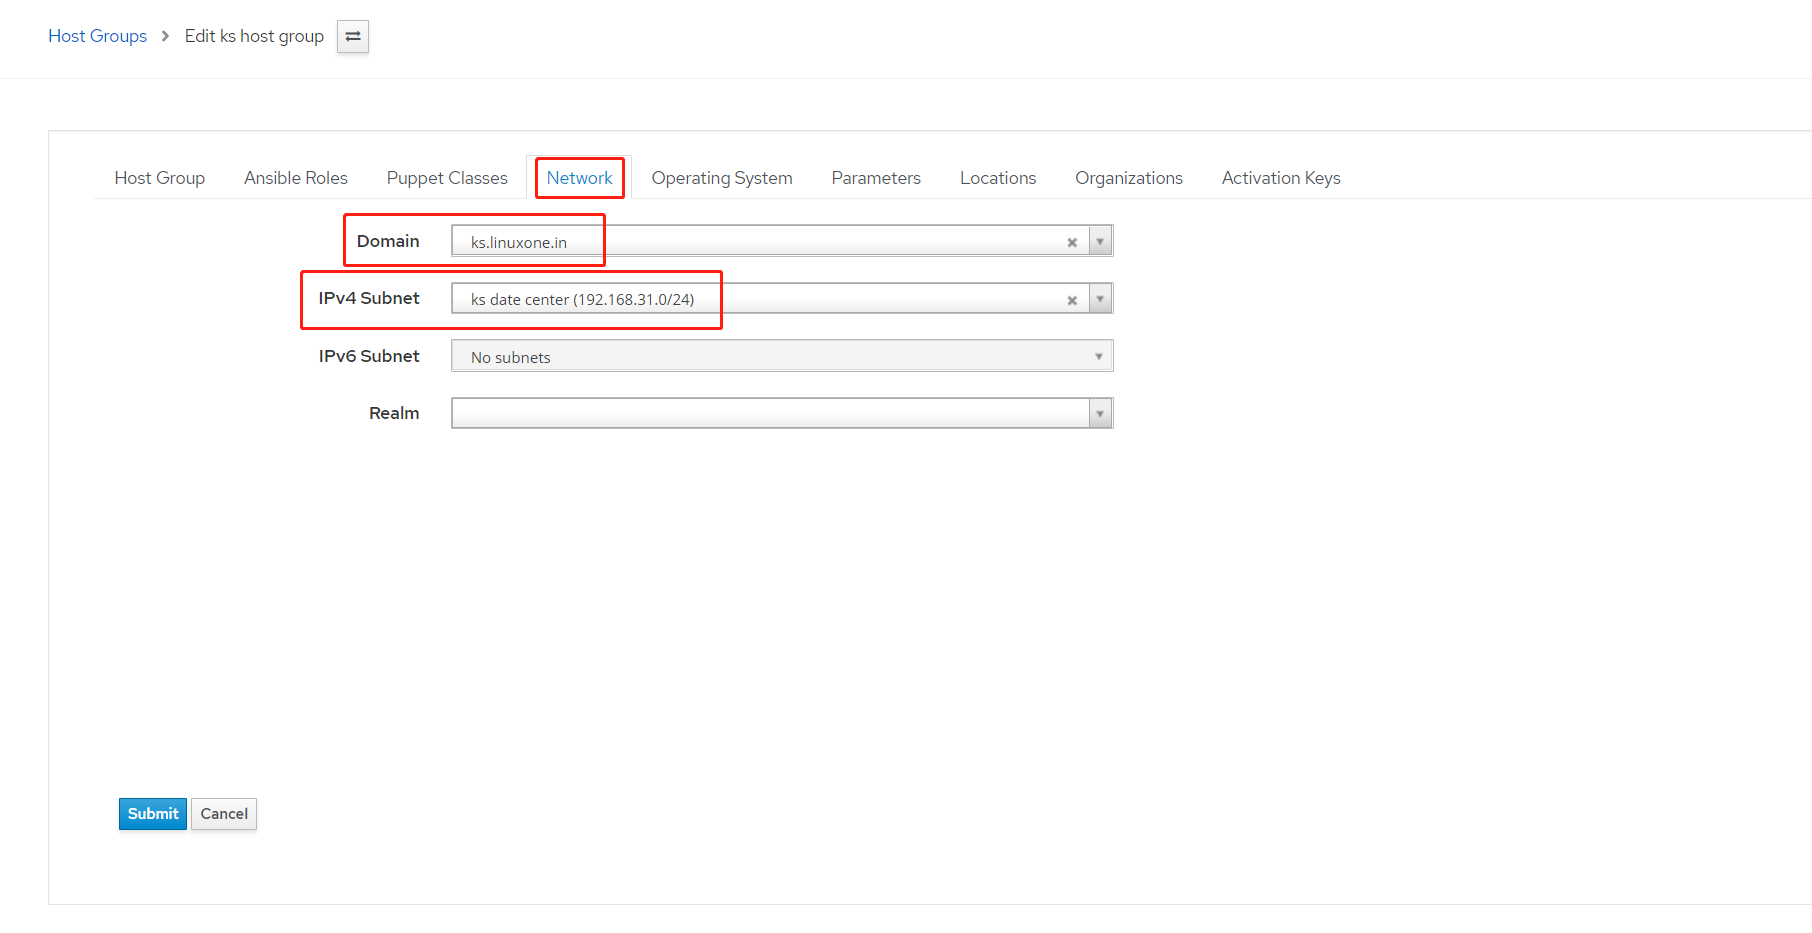 Host Groups > Edit ks host group
Host Group Ansible Roles Puppet Classes Network Operating System Parameters Locations Organizations Activation Keys
Domain ks.linuxone.in
IPv4 Subnet ks date center (192.168.31.0/24)
IPv6 Subnet No subnets
Realm
Submit Cancel